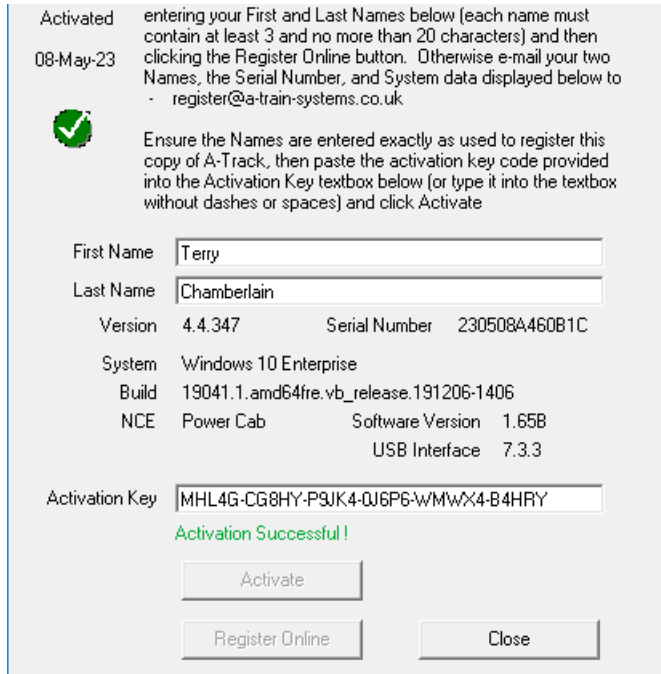 Activated
08-May-23
entering your First and Last Names below (each name must
contain at least 3 and no more than 20 characters) and then
clicking the Register Online button. Otherwise e-mail your two
Names, the Serial Number, and System data displayed below to
- register@a-train-systems.co.uk
Ensure the Names are entered exactly as used to register this
copy of A-Track, then paste the activation key code provided
into the Activation Key textbox below (or type it into the textbox
without dashes or spaces) and click Activate
First Name Terry
Last Name Chamberlain
Version 4.4.347 Serial Number 230508A460B1C
System Windows 10 Enterprise
Build 19041.1.amd64fre.vb_release.191206-1406
NCE Power Cab Software Version 1.65B
USB Interface 7.3.3
Activation Key MHL4G-CG8HY-P9JK4-0J6P6-WMWX4-B4HRY
Activation Successful !
Activate
Register Online Close